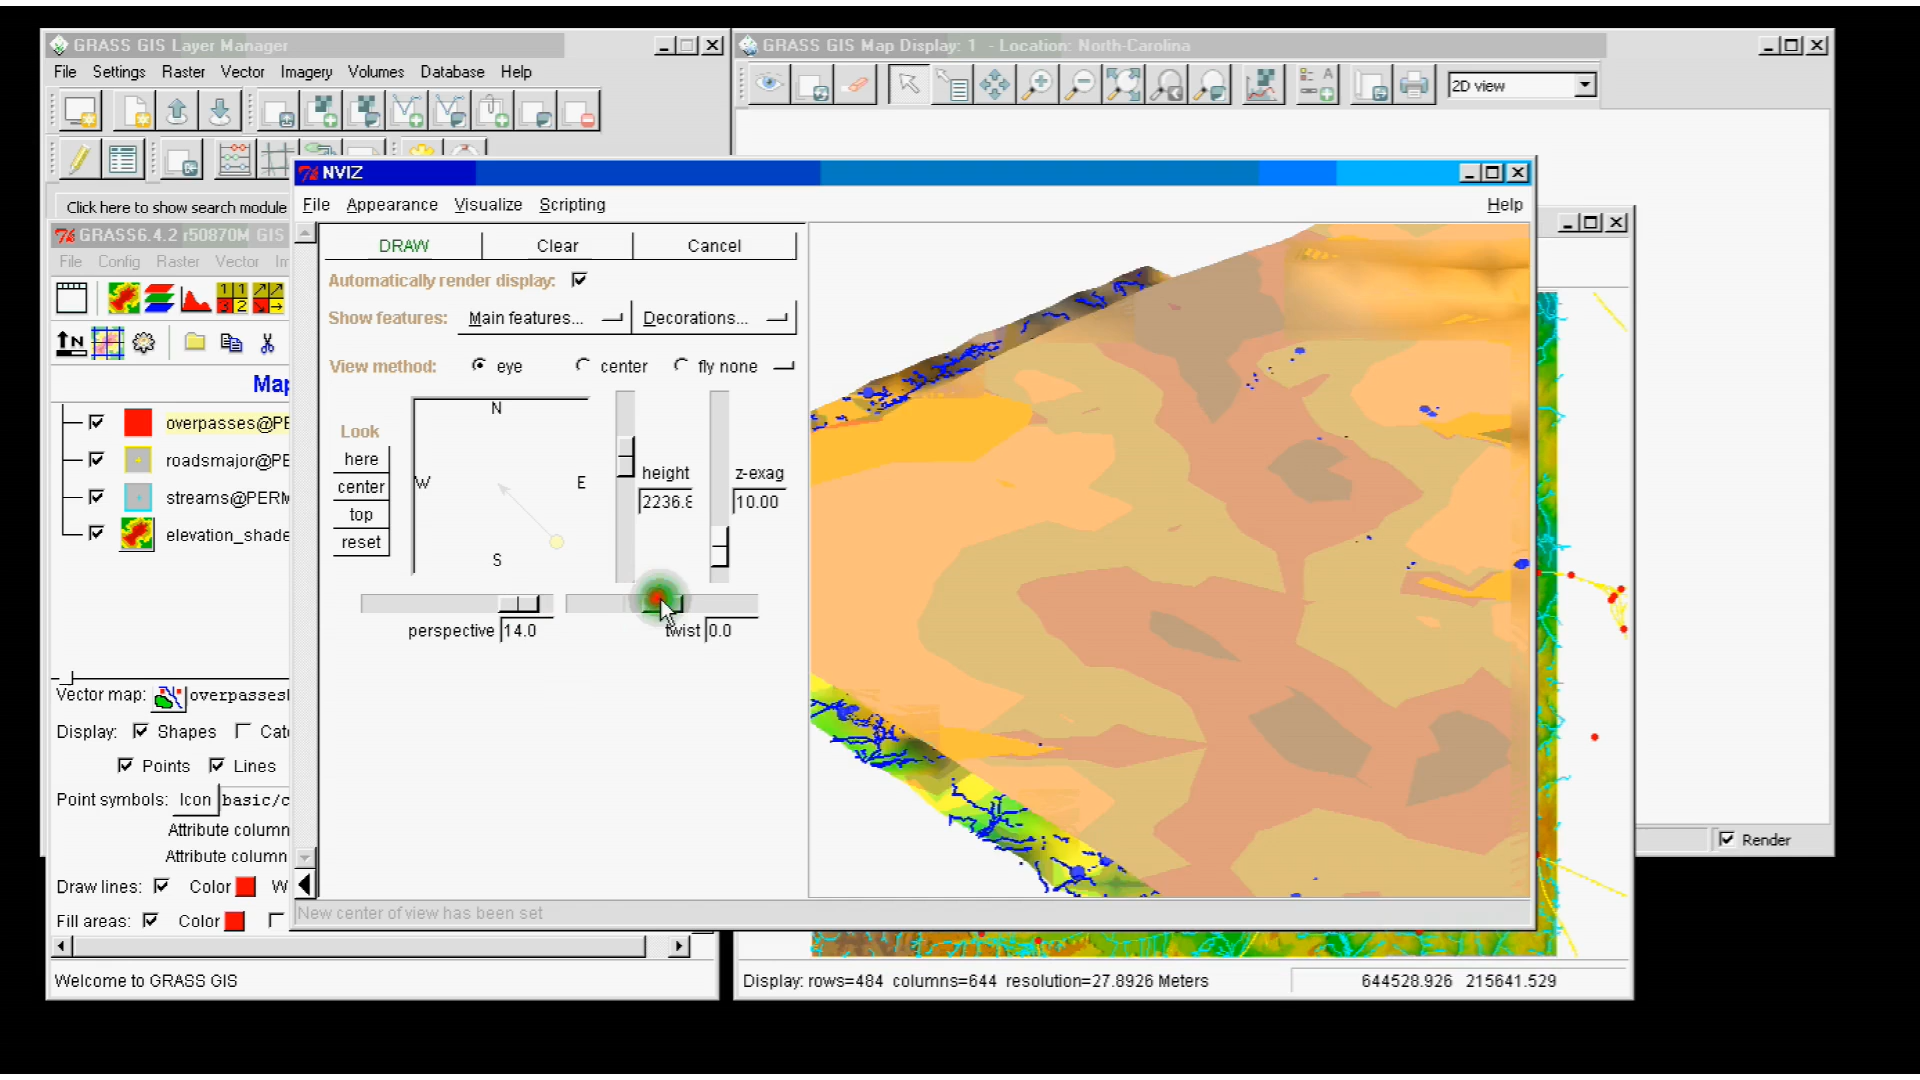 GRASS GIS Layer Manager
File Settings Raster Vector Imagery Volumes Database Help
Click here to show search module
GRASS6.4.2 r50870M GIS
File Config Raster Vector
Map
overpasses@PE
roadsmajor@PE
streams@PERM
elevation_shade
Vector map: overpasses
Display: Shapes Cat
Points Lines
Point symbols: Icon basic/c
Attribute column
Attribute column
Draw lines: Color W
Fill areas: Color
Welcome to GRASS GIS
GRASS GIS Map Display: 1 - Location: North-Carolina
2D view
NVIZ
File Appearance Visualize Scripting Help
DRAW Clear Cancel
Automatically render display:
Show features: Main features... Decorations...
View method: eye center fly none
Look
here
center
top
reset
N
W E
S
height
2236.8
z-exag
10.00
perspective 14.0
twist 0.0
New center of view has been set
Render
Display: rows=484 columns=644 resolution=27.8926 Meters
644528.926 215641.529